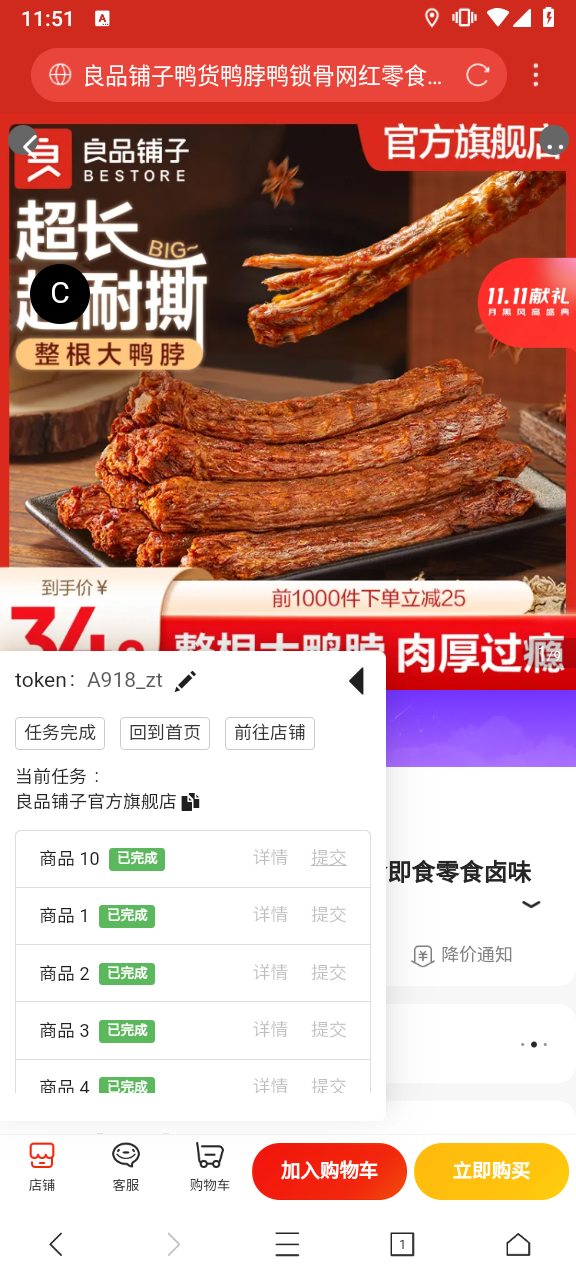 11:51
良品铺子鸭货鸭脖鸭锁骨网红零食...
良品铺子
BESTORE
官方旗舰店
超长
BIG~
超耐撕
C
整根大鸭脖
11.11献礼
月黑风高盛典
到手价¥
前1000件下单立减25
整根大鸭脖 肉厚过瘾
token: A918_zt
任务完成 回到首页 前往店铺
当前任务：
良品铺子官方旗舰店
商品 10 已完成 详情 提交
商品 1 已完成 详情 提交
商品 2 已完成 详情 提交
商品 3 已完成 详情 提交
商品 4 已完成 详情 提交
即食零食卤味
降价通知
店铺 客服 购物车 加入购物车 立即购买
1